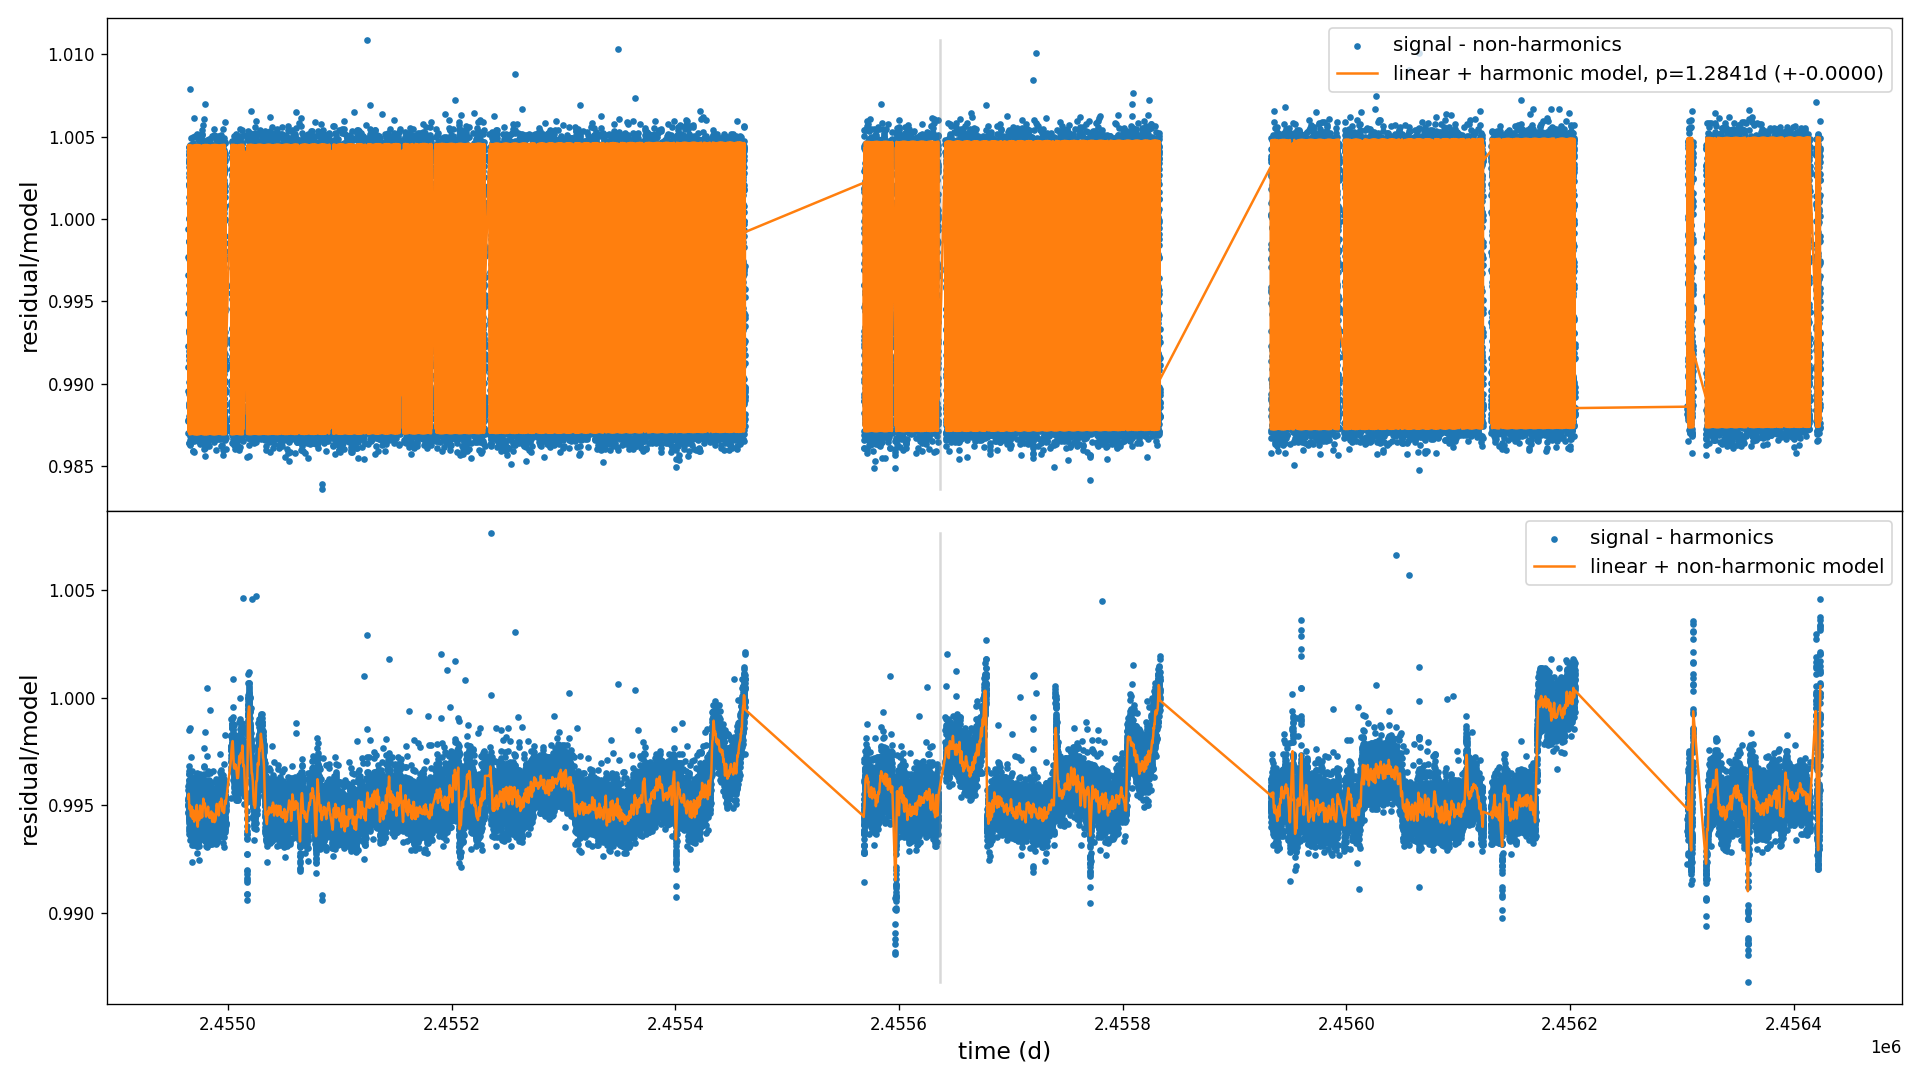 signal - non-harmonics
linear + harmonic model, p=1.2841d (+-0.0000)
1.010
1.005
1.000
0.995
0.990
0.985
residual/model
signal - harmonics
linear + non-harmonic model
1.005
1.000
0.995
0.990
residual/model
2.4550
2.4552
2.4554
2.4556
2.4558
2.4560
2.4562
2.4564
time (d)
1e6